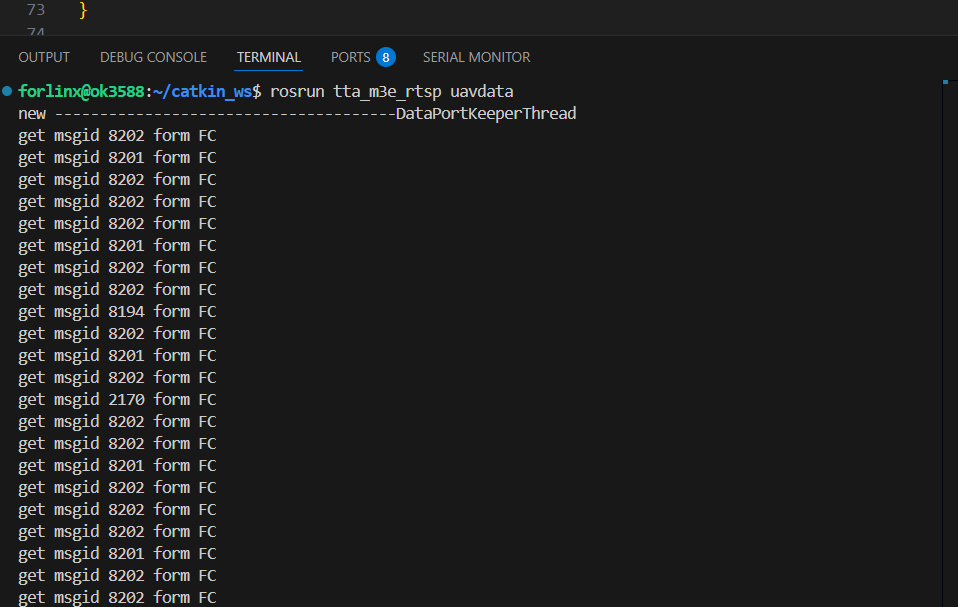 73 }
74
OUTPUT DEBUG CONSOLE TERMINAL PORTS 8 SERIAL MONITOR
forlinx@ok3588:~/catkin_ws$ rosrun tta_m3e_rtsp uavdata
new --------------------------------------DataPortKeeperThread
get msgid 8202 form FC
get msgid 8201 form FC
get msgid 8202 form FC
get msgid 8202 form FC
get msgid 8202 form FC
get msgid 8201 form FC
get msgid 8202 form FC
get msgid 8202 form FC
get msgid 8194 form FC
get msgid 8202 form FC
get msgid 8201 form FC
get msgid 8202 form FC
get msgid 2170 form FC
get msgid 8202 form FC
get msgid 8202 form FC
get msgid 8201 form FC
get msgid 8202 form FC
get msgid 8202 form FC
get msgid 8202 form FC
get msgid 8201 form FC
get msgid 8202 form FC
get msgid 8202 form FC